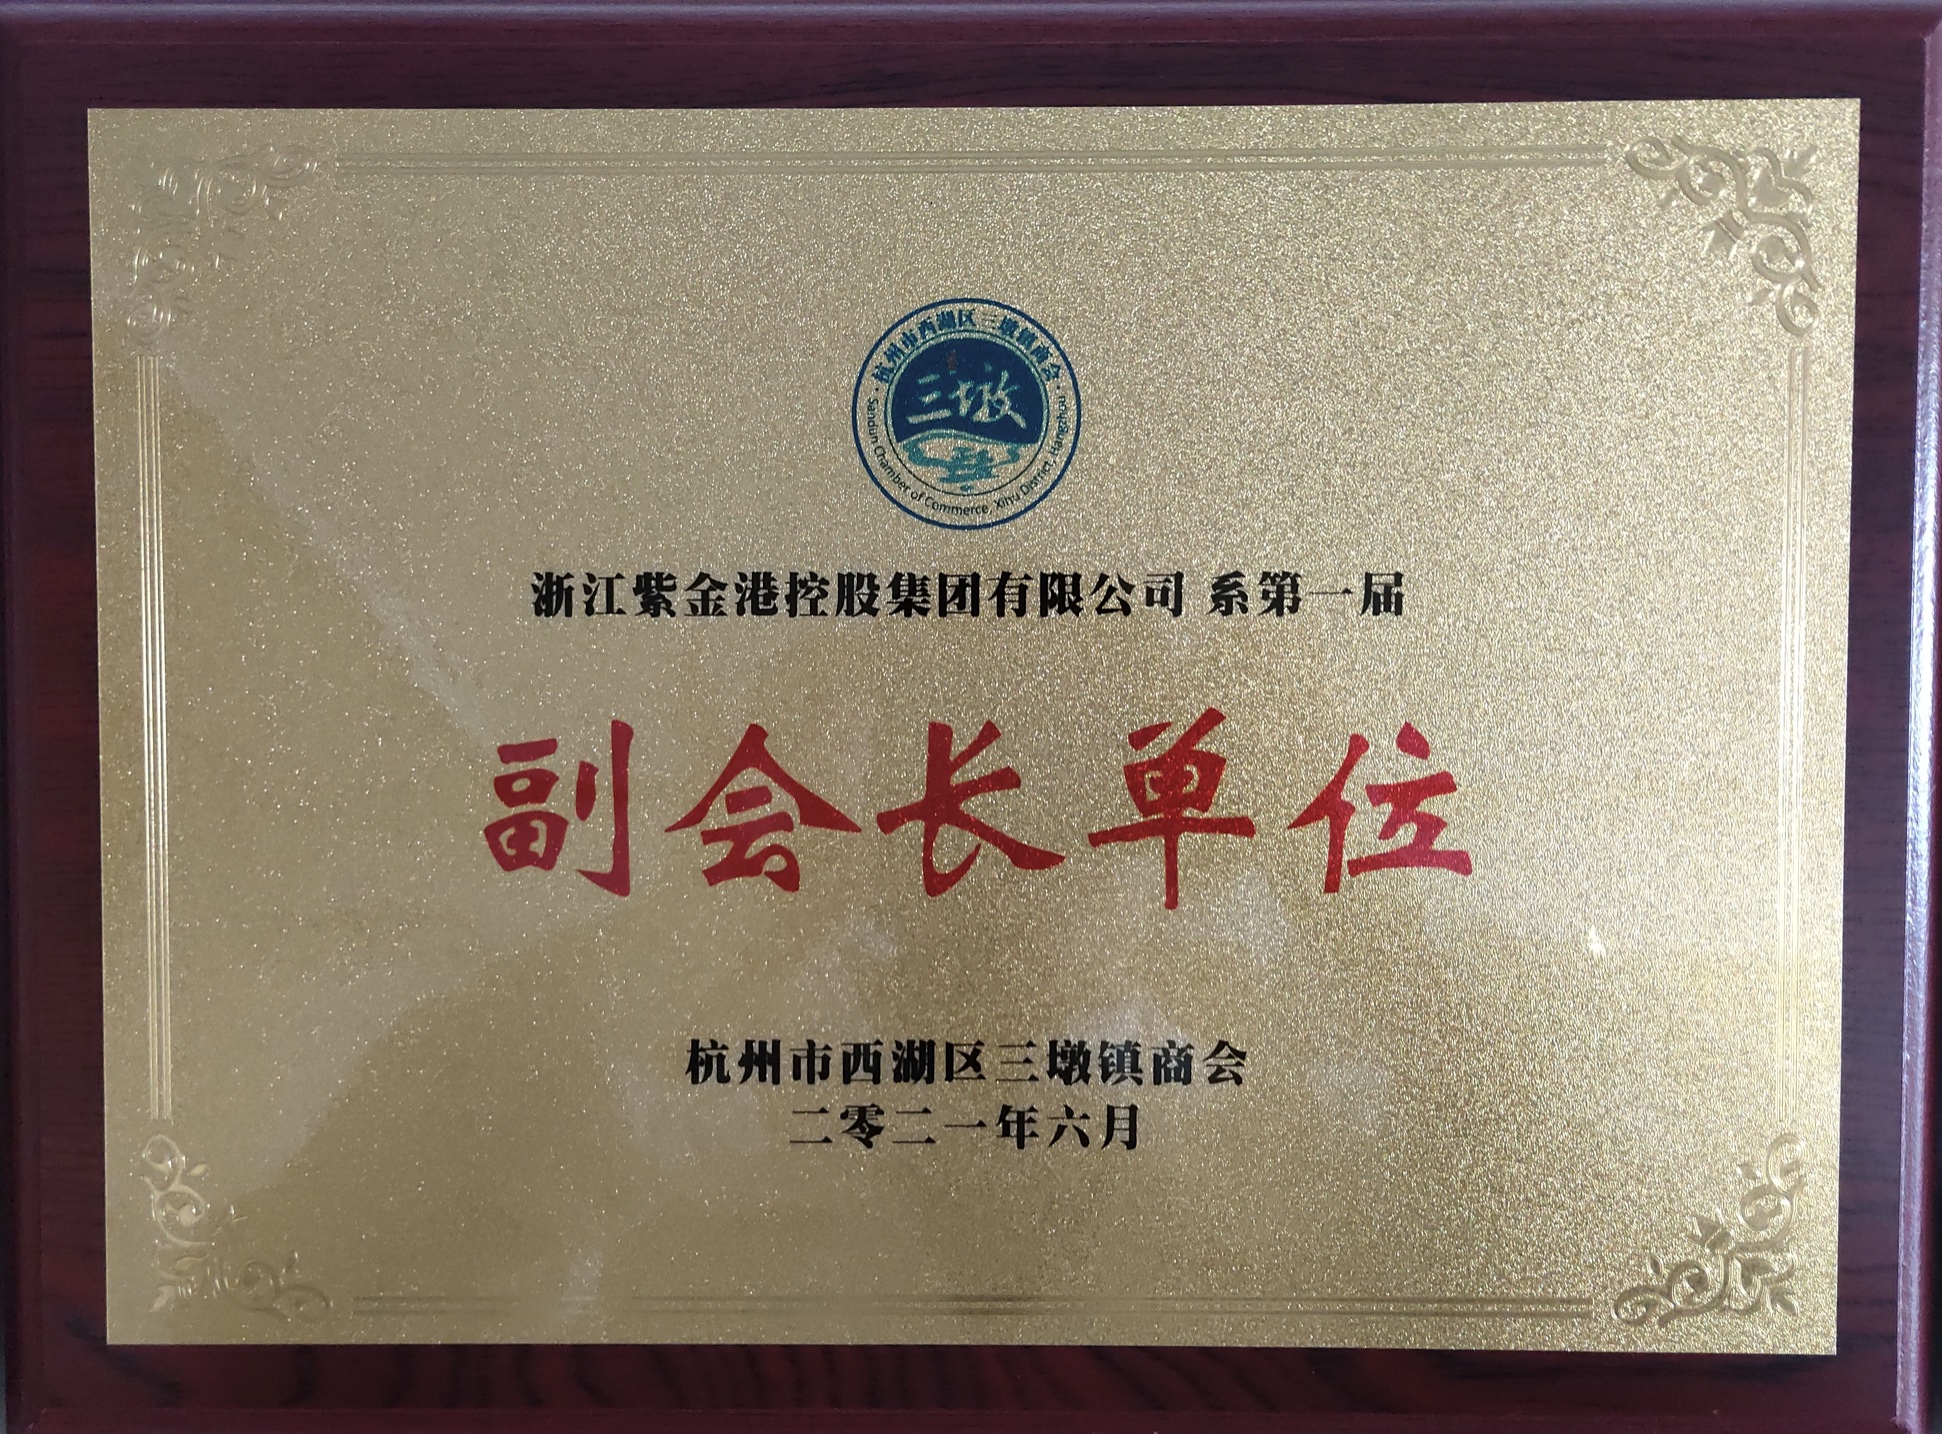 杭州市西湖区三墩镇商会
三墩
Sandun Chamber of Commerce, Xihu District, Hangzhou
浙江紫金港控股集团有限公司 系第一届
副会长单位
杭州市西湖区三墩镇商会
二零二一年六月